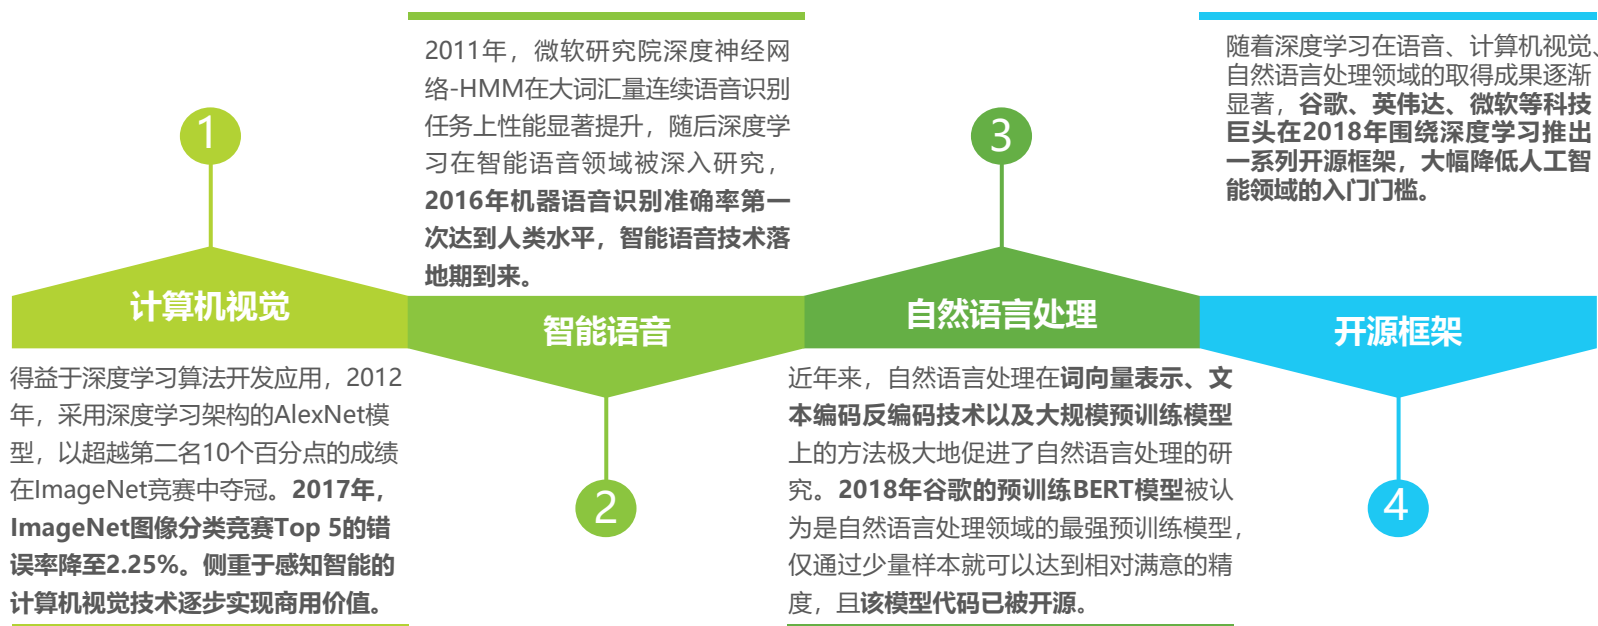 1
计算机视觉
得益于深度学习算法开发应用，2012
年，采用深度学习架构的AlexNet模
型，以超越第二名10个百分点的成绩
在ImageNet竞赛中夺冠。2017年，
ImageNet图像分类竞赛Top 5的错
误率降至2.25%。侧重于感知智能的
计算机视觉技术逐步实现商用价值。
2011年，微软研究院深度神经网
络-HMM在大词汇量连续语音识别
任务上性能显著提升，随后深度学
习在智能语音领域被深入研究，
2016年机器语音识别准确率第一
次达到人类水平，智能语音技术落
地期到来。
智能语音
2
3
自然语言处理
近年来，自然语言处理在词向量表示、文
本编码反编码技术以及大规模预训练模型
上的方法极大地促进了自然语言处理的研
究。2018年谷歌的预训练BERT模型被认
为是自然语言处理领域的最强预训练模型，
仅通过少量样本就可以达到相对满意的精
度，且该模型代码已被开源。
随着深度学习在语音、计算机视觉、
自然语言处理领域的取得成果逐渐
显著，谷歌、英伟达、微软等科技
巨头在2018年围绕深度学习推出
一系列开源框架，大幅降低人工智
能领域的入门门槛。
开源框架
4